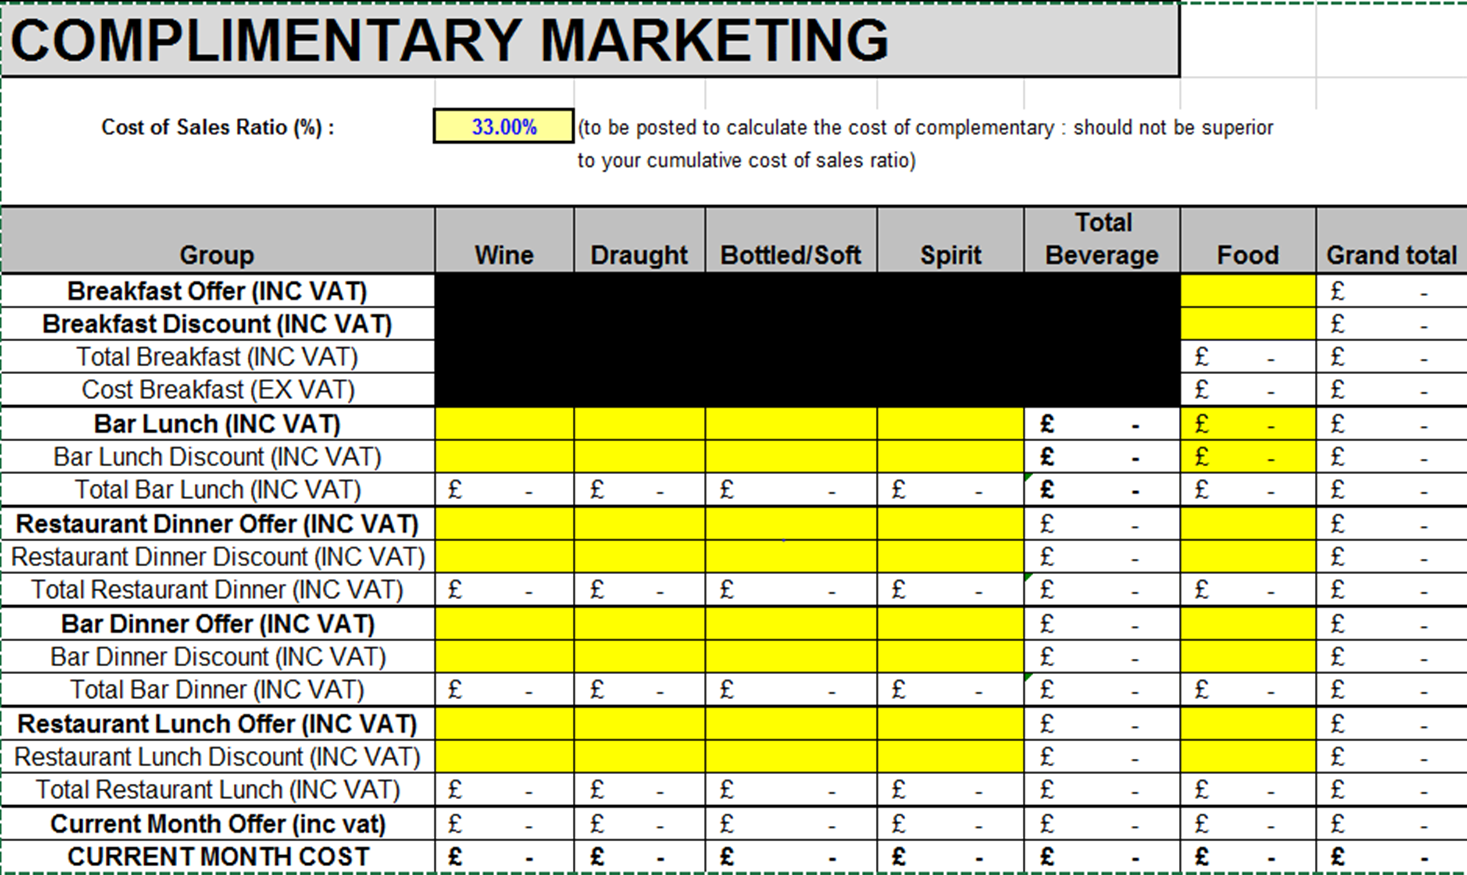 COMPLIMENTARY MARKETING
Cost of Sales Ratio (%) : 33.00% (to be posted to calculate the cost of complementary : should not be superior
to your cumulative cost of sales ratio)
Group Wine Draught Bottled/Soft Spirit Total Beverage Food Grand total
Breakfast Offer (INC VAT) £ -
Breakfast Discount (INC VAT) £ -
Total Breakfast (INC VAT) £ - £ -
Cost Breakfast (EX VAT) £ - £ -
Bar Lunch (INC VAT) £ - £ - £ -
Bar Lunch Discount (INC VAT) £ - £ - £ -
Total Bar Lunch (INC VAT) £ - £ - £ - £ - £ - £ - £ -
Restaurant Dinner Offer (INC VAT) £ - £ -
Restaurant Dinner Discount (INC VAT) £ - £ -
Total Restaurant Dinner (INC VAT) £ - £ - £ - £ - £ - £ - £ -
Bar Dinner Offer (INC VAT) £ - £ -
Bar Dinner Discount (INC VAT) £ - £ -
Total Bar Dinner (INC VAT) £ - £ - £ - £ - £ - £ - £ -
Restaurant Lunch Offer (INC VAT) £ - £ -
Restaurant Lunch Discount (INC VAT) £ - £ -
Total Restaurant Lunch (INC VAT) £ - £ - £ - £ - £ - £ - £ -
Current Month Offer (inc vat) £ - £ - £ - £ - £ - £ - £ -
CURRENT MONTH COST £ - £ - £ - £ - £ - £ - £ -